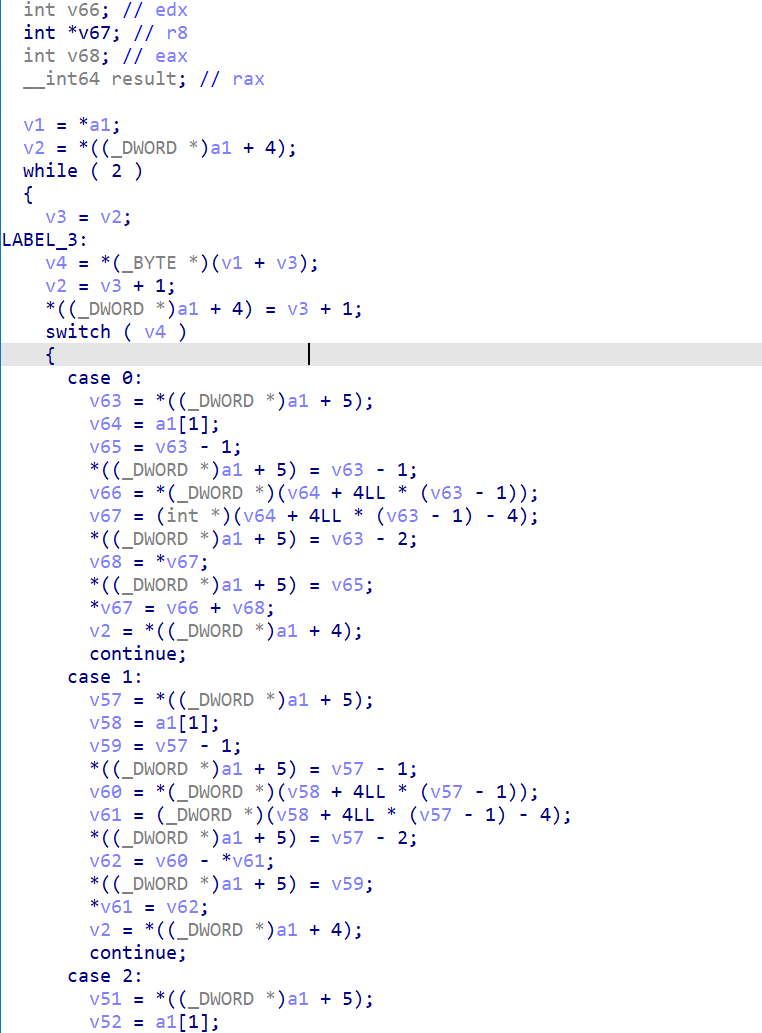 int v66; // edx
int *v67; // r8
int v68; // eax
__int64 result; // rax
v1 = *a1;
v2 = *((_DWORD *)a1 + 4);
while ( 2 )
{
v3 = v2;
LABEL_3:
v4 = *(_BYTE *)(v1 + v3);
v2 = v3 + 1;
*((_DWORD *)a1 + 4) = v3 + 1;
switch ( v4 )
{
case 0:
v63 = *((_DWORD *)a1 + 5);
v64 = a1[1];
v65 = v63 - 1;
*((_DWORD *)a1 + 5) = v63 - 1;
v66 = *(_DWORD *)(v64 + 4LL * (v63 - 1));
v67 = (int *)(v64 + 4LL * (v63 - 1) - 4);
*((_DWORD *)a1 + 5) = v63 - 2;
v68 = *v67;
*((_DWORD *)a1 + 5) = v65;
*v67 = v66 + v68;
v2 = *((_DWORD *)a1 + 4);
continue;
case 1:
v57 = *((_DWORD *)a1 + 5);
v58 = a1[1];
v59 = v57 - 1;
*((_DWORD *)a1 + 5) = v57 - 1;
v60 = *(_DWORD *)(v58 + 4LL * (v57 - 1));
v61 = (_DWORD *)(v58 + 4LL * (v57 - 1) - 4);
*((_DWORD *)a1 + 5) = v57 - 2;
v62 = v60 - *v61;
*((_DWORD *)a1 + 5) = v59;
*v61 = v62;
v2 = *((_DWORD *)a1 + 4);
continue;
case 2:
v51 = *((_DWORD *)a1 + 5);
v52 = a1[1];